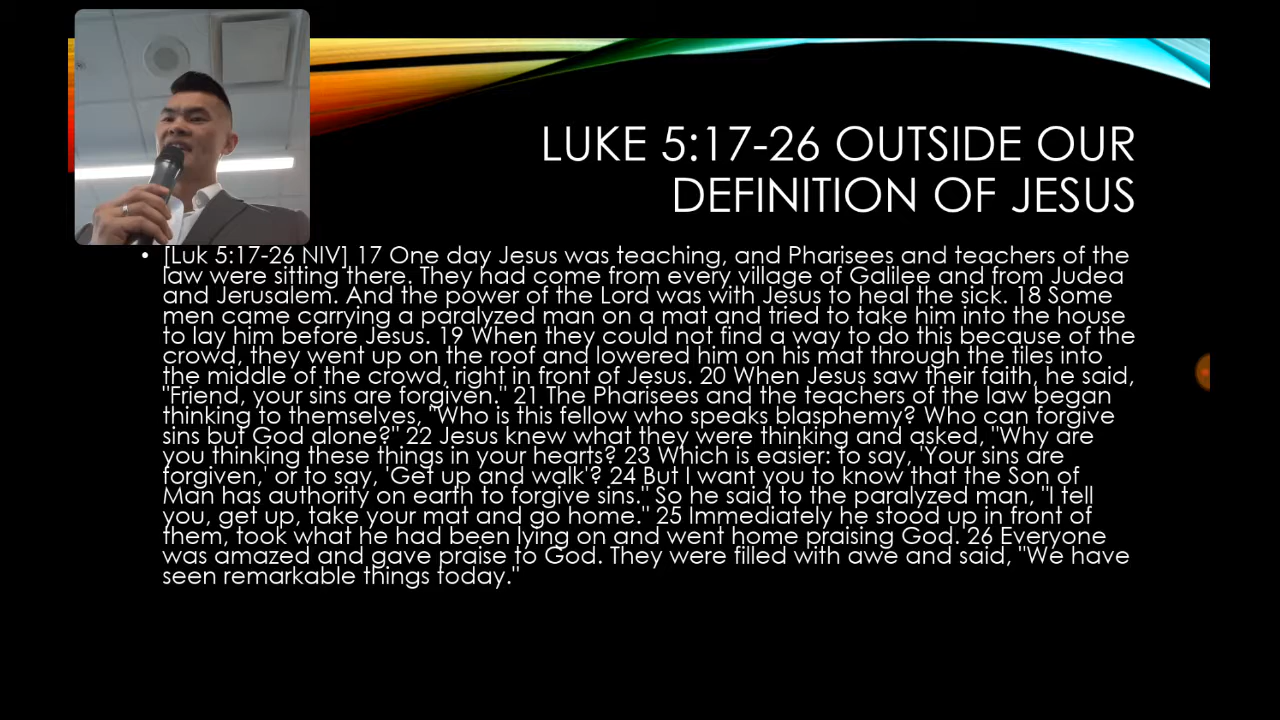 LUKE 5:17-26 OUTSIDE OUR
DEFINITION OF JESUS
• [Luk 5:17-26 NIV] 17 One day Jesus was teaching, and Pharisees and teachers of the
law were sitting there. They had come from every village of Galilee and from Judea
and Jerusalem. And the power of the Lord was with Jesus to heal the sick. 18 Some
men came carrying a paralyzed man on a mat and tried to take him into the house
to lay him before Jesus. 19 When they could not find a way to do this because of the
crowd, they went up on the roof and lowered him on his mat through the tiles into
the middle of the crowd, right in front of Jesus. 20 When Jesus saw their faith, he said,
"Friend, your sins are forgiven." 21 The Pharisees and the teachers of the law began
thinking to themselves, "Who is this fellow who speaks blasphemy? Who can forgive
sins but God alone?" 22 Jesus knew what they were thinking and asked, "Why are
you thinking these things in your hearts? 23 Which is easier: to say, 'Your sins are
forgiven,' or to say, 'Get up and walk'? 24 But I want you to know that the Son of
Man has authority on earth to forgive sins." So he said to the paralyzed man, "I tell
you, get up, take your mat and go home." 25 Immediately he stood up in front of
them, took what he had been lying on and went home praising God. 26 Everyone
was amazed and gave praise to God. They were filled with awe and said, "We have
seen remarkable things today."